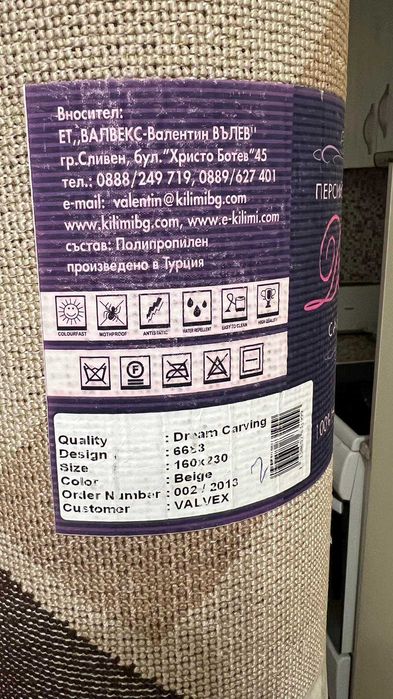 Вносител:
ЕТ„ВАЛВЕКС-Валентин ВЪЛЕВ"
гр.Сливен, бул."Христо Ботев"45
тел.: 0888/249 719, 0889/627 401
e-mail: valentin@kilimibg.com
www.kilimibg.com, www.e-kilimi.com
състав: Полипропилен
произведено в Турция
COLOURFAST MOTHPROOF ANTISTATIC WATER REPELLENT EASY TO CLEAN HIGH QUALITY
F
Quality : Dream Carving
Design : 6653
Size : 160x230
Color : Beige
Order Number : 002 / 2013
Customer : VALVEX
2